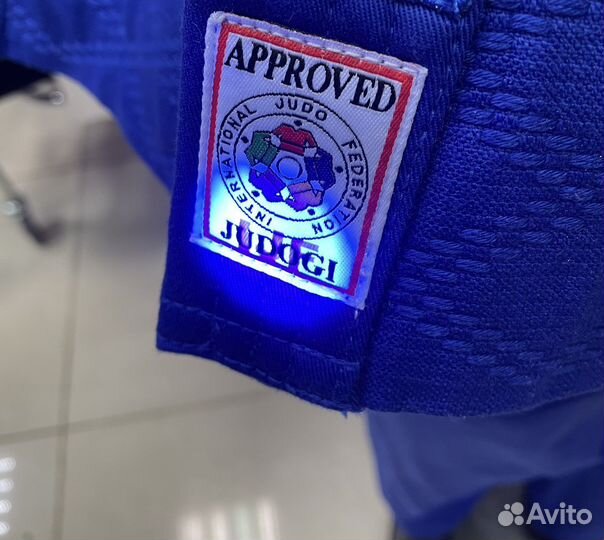 APPROVED
INTERNATIONAL JUDO FEDERATION
JUDOGI
Avito